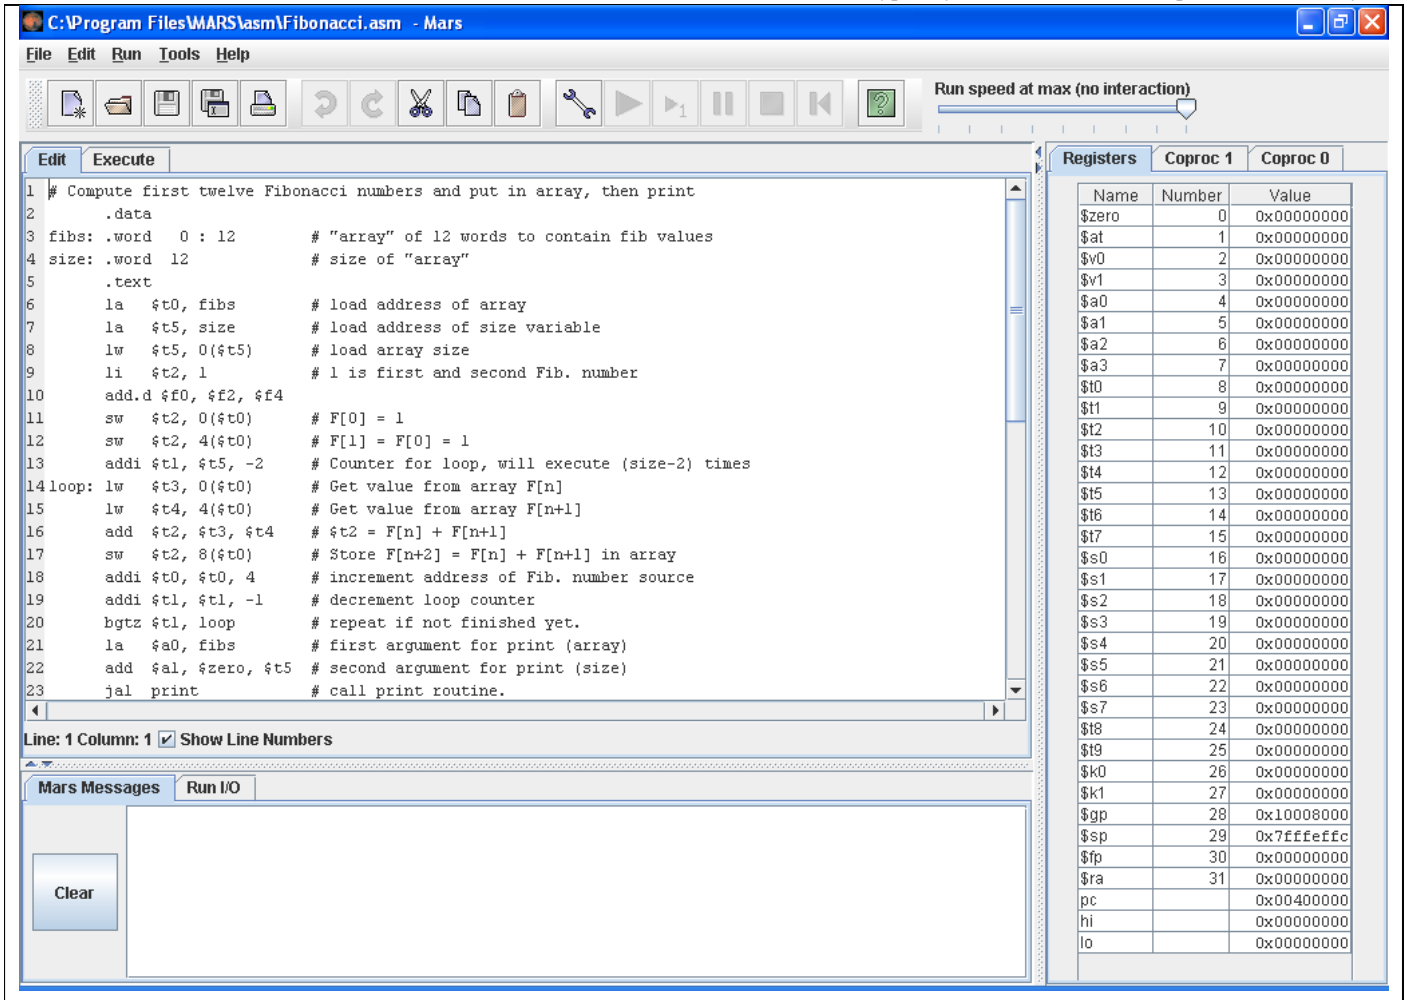 C:\Program Files\MARS\asm\Fibonacci.asm - Mars
File Edit Run Tools Help
Run speed at max (no interaction)
Edit Execute
1 # Compute first twelve Fibonacci numbers and put in array, then print
2 .data
3 fibs: .word 0 : 12 # "array" of 12 words to contain fib values
4 size: .word 12 # size of "array"
5 .text
6 la $t0, fibs # load address of array
7 la $t5, size # load address of size variable
8 lw $t5, 0($t5) # load array size
9 li $t2, 1 # 1 is first and second Fib. number
10 add.d $f0, $f2, $f4
11 sw $t2, 0($t0) # F[0] = 1
12 sw $t2, 4($t0) # F[1] = F[0] = 1
13 addi $t1, $t5, -2 # Counter for loop, will execute (size-2) times
14 loop: lw $t3, 0($t0) # Get value from array F[n]
15 lw $t4, 4($t0) # Get value from array F[n+1]
16 add $t2, $t3, $t4 # $t2 = F[n] + F[n+1]
17 sw $t2, 8($t0) # Store F[n+2] = F[n] + F[n+1] in array
18 addi $t0, $t0, 4 # increment address of Fib. number source
19 addi $t1, $t1, -1 # decrement loop counter
20 bgtz $t1, loop # repeat if not finished yet.
21 la $a0, fibs # first argument for print (array)
22 add $a1, $zero, $t5 # second argument for print (size)
23 jal print # call print routine.
Line: 1 Column: 1 Show Line Numbers
Mars Messages Run I/O
Clear
Registers Coproc 1 Coproc 0
Name Number Value
$zero 0 0x00000000
$at 1 0x00000000
$v0 2 0x00000000
$v1 3 0x00000000
$a0 4 0x00000000
$a1 5 0x00000000
$a2 6 0x00000000
$a3 7 0x00000000
$t0 8 0x00000000
$t1 9 0x00000000
$t2 10 0x00000000
$t3 11 0x00000000
$t4 12 0x00000000
$t5 13 0x00000000
$t6 14 0x00000000
$t7 15 0x00000000
$s0 16 0x00000000
$s1 17 0x00000000
$s2 18 0x00000000
$s3 19 0x00000000
$s4 20 0x00000000
$s5 21 0x00000000
$s6 22 0x00000000
$s7 23 0x00000000
$t8 24 0x00000000
$t9 25 0x00000000
$k0 26 0x00000000
$k1 27 0x00000000
$gp 28 0x10008000
$sp 29 0x7fffeffc
$fp 30 0x00000000
$ra 31 0x00000000
pc 0x00400000
hi 0x00000000
lo 0x00000000